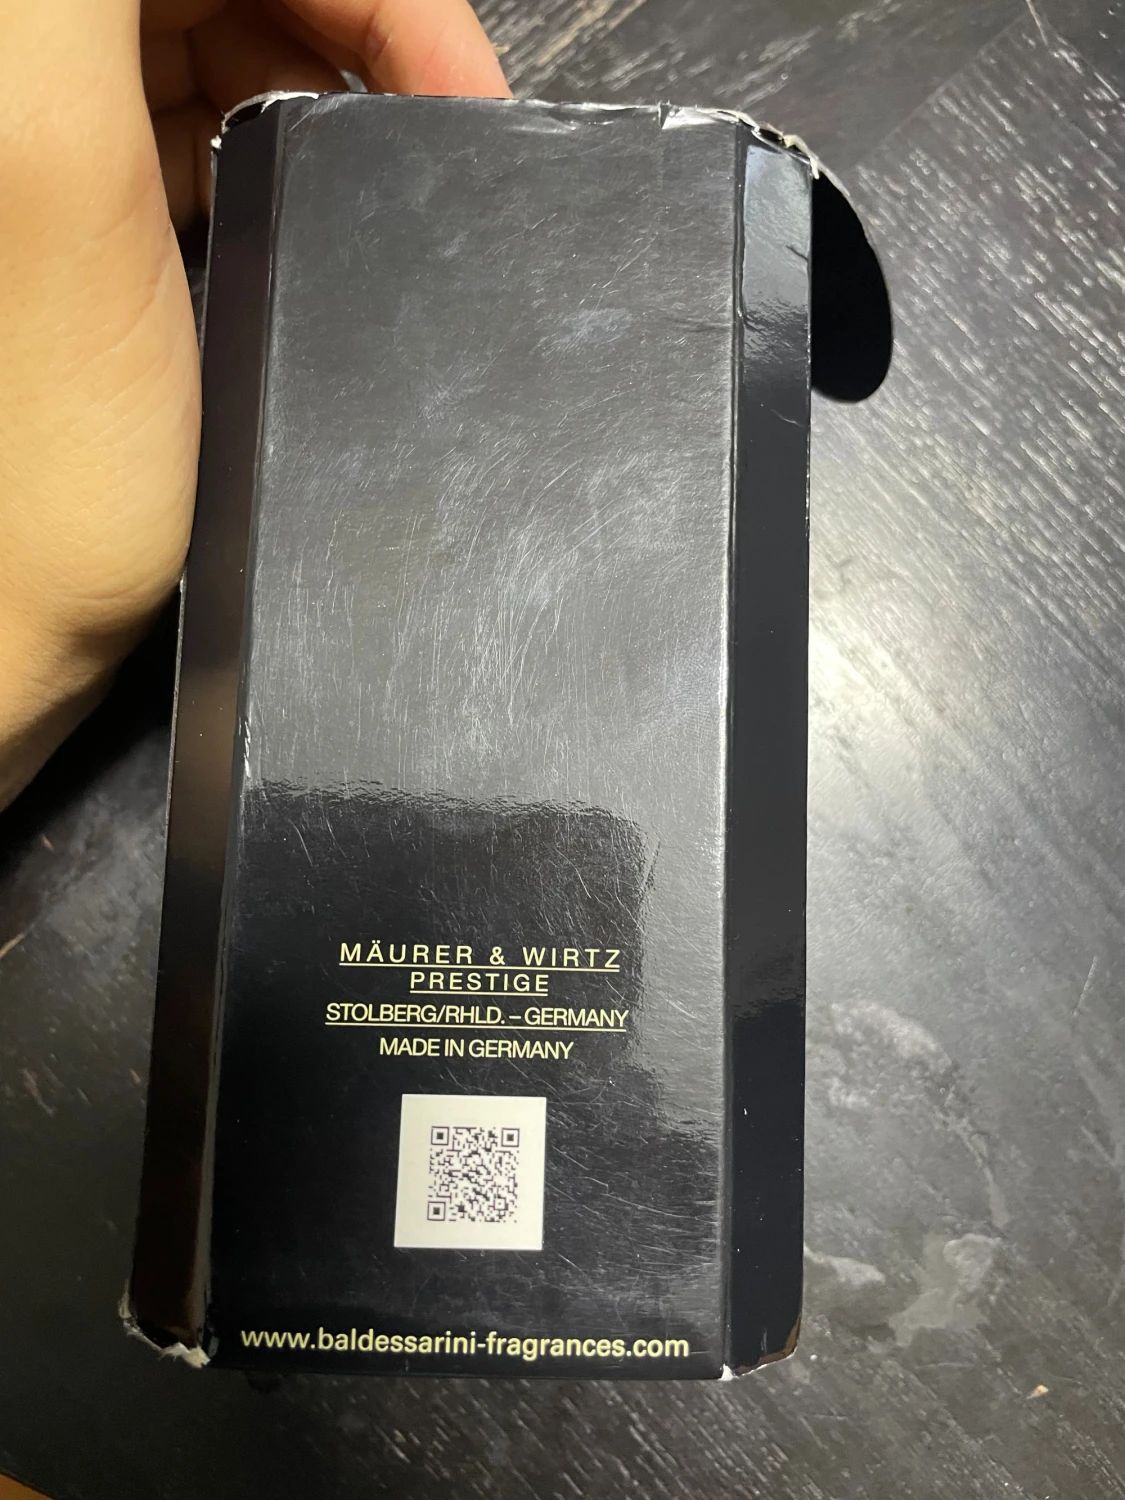 MÄURER & WIRTZ
PRESTIGE
STOLBERG/RHLD. – GERMANY
MADE IN GERMANY
www.baldessarini-fragrances.com